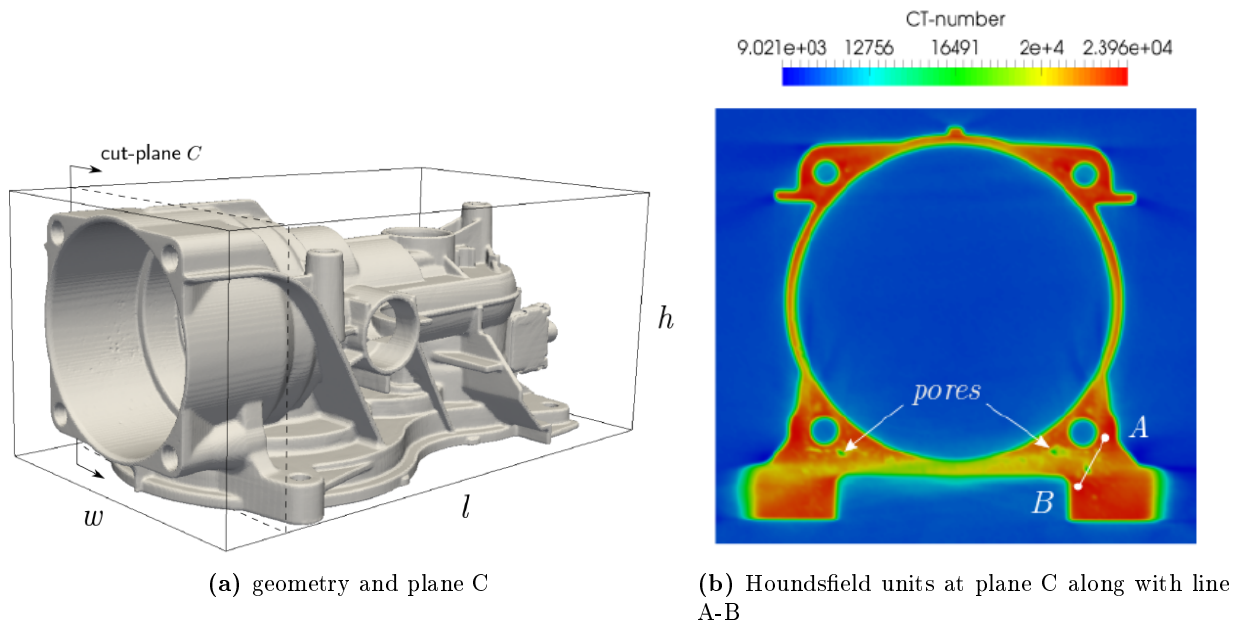 cut-plane C
h
w
l
(a) geometry and plane C
CT-number
9.021e+03 12756 16491 2e+4 2.396e+04
pores
A
B
(b) Houndsfield units at plane C along with line
A-B